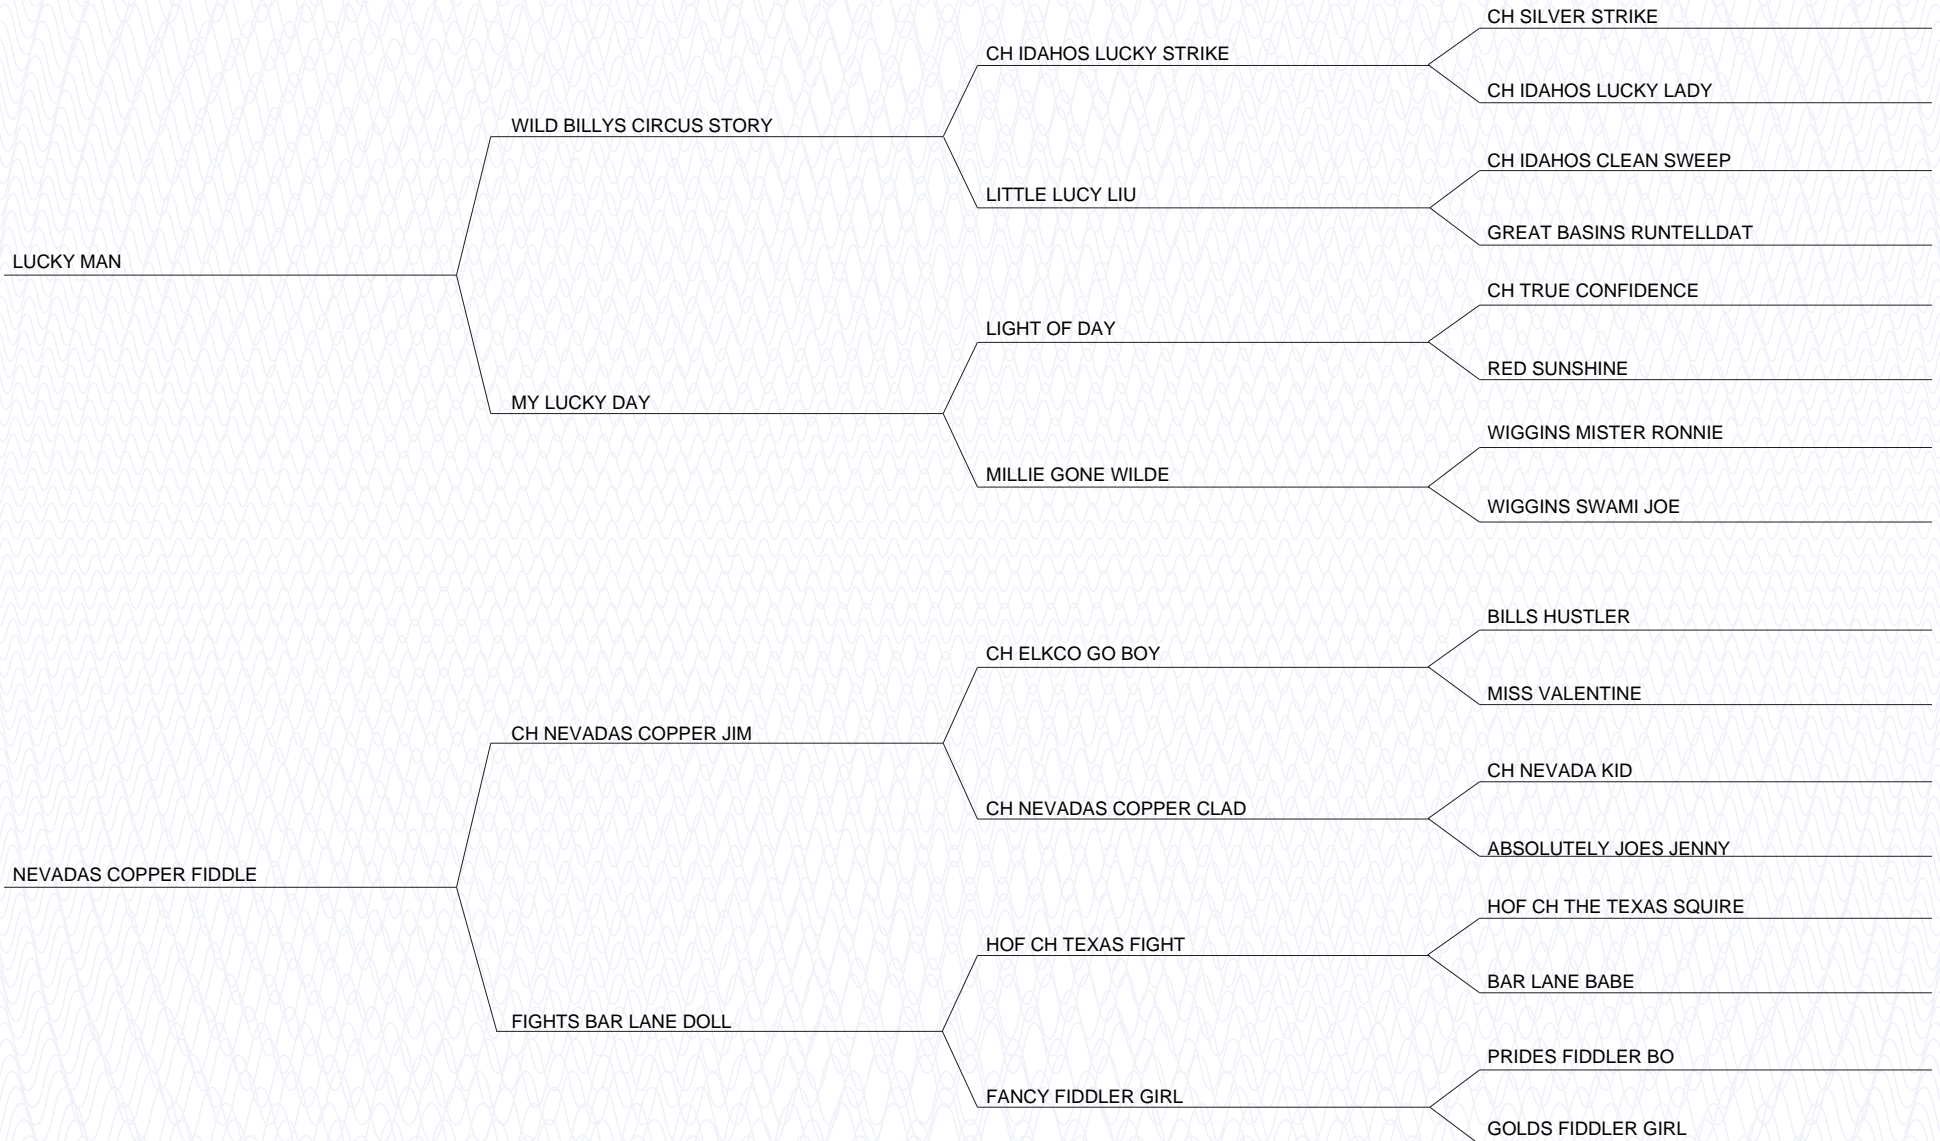 CH SILVER STRIKE
CH IDAHOS LUCKY STRIKE
CH IDAHOS LUCKY LADY
WILD BILLYS CIRCUS STORY
CH IDAHOS CLEAN SWEEP
LITTLE LUCY LIU
GREAT BASINS RUNTELLDAT
LUCKY MAN
CH TRUE CONFIDENCE
LIGHT OF DAY
RED SUNSHINE
MY LUCKY DAY
WIGGINS MISTER RONNIE
MILLIE GONE WILDE
WIGGINS SWAMI JOE
BILLS HUSTLER
CH ELKCO GO BOY
MISS VALENTINE
CH NEVADAS COPPER JIM
CH NEVADA KID
CH NEVADAS COPPER CLAD
ABSOLUTELY JOES JENNY
NEVADAS COPPER FIDDLE
HOF CH THE TEXAS SQUIRE
HOF CH TEXAS FIGHT
BAR LANE BABE
FIGHTS BAR LANE DOLL
PRIDES FIDDLER BO
FANCY FIDDLER GIRL
GOLDS FIDDLER GIRL